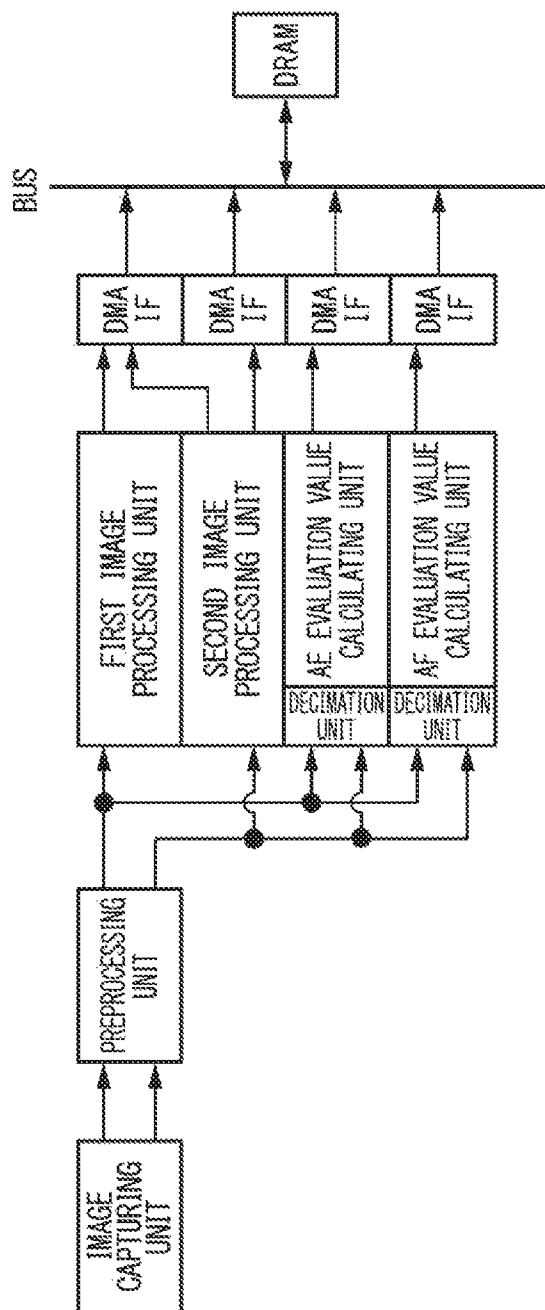 IMAGE
CAPTURING
UNIT
PREPROCESSING
UNIT
FIRST IMAGE
PROCESSING UNIT
SECOND IMAGE
PROCESSING UNIT
DECIMATION
UNIT
AE EVALUATION VALUE
CALCULATING UNIT
DECIMATION
UNIT
AF EVALUATION VALUE
CALCULATING UNIT
DMA
IF
DMA
IF
DMA
IF
DMA
IF
BUS
DRAM